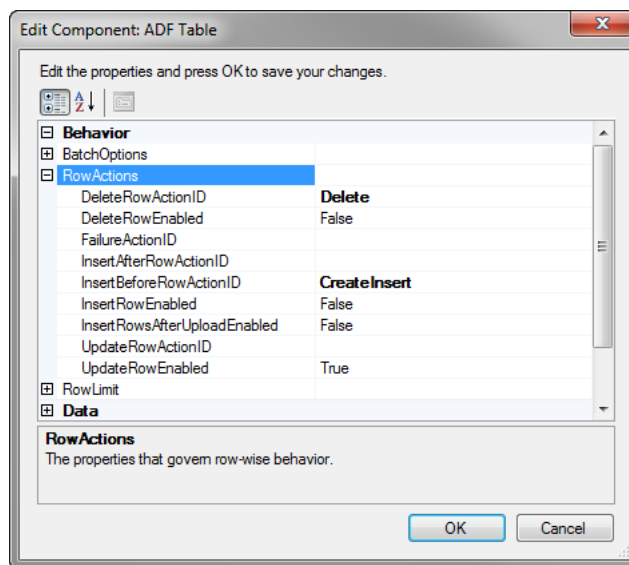 Edit Component: ADF Table
Edit the properties and press OK to save your changes.
Behavior
BatchOptions
RowActions
DeleteRowActionID Delete
DeleteRowEnabled False
FailureActionID
InsertAfterRowActionID
InsertBeforeRowActionID CreateInsert
InsertRowEnabled False
InsertRowsAfterUploadEnabled False
UpdateRowActionID
UpdateRowEnabled True
RowLimit
Data
RowActions
The properties that govern row-wise behavior.
OK Cancel